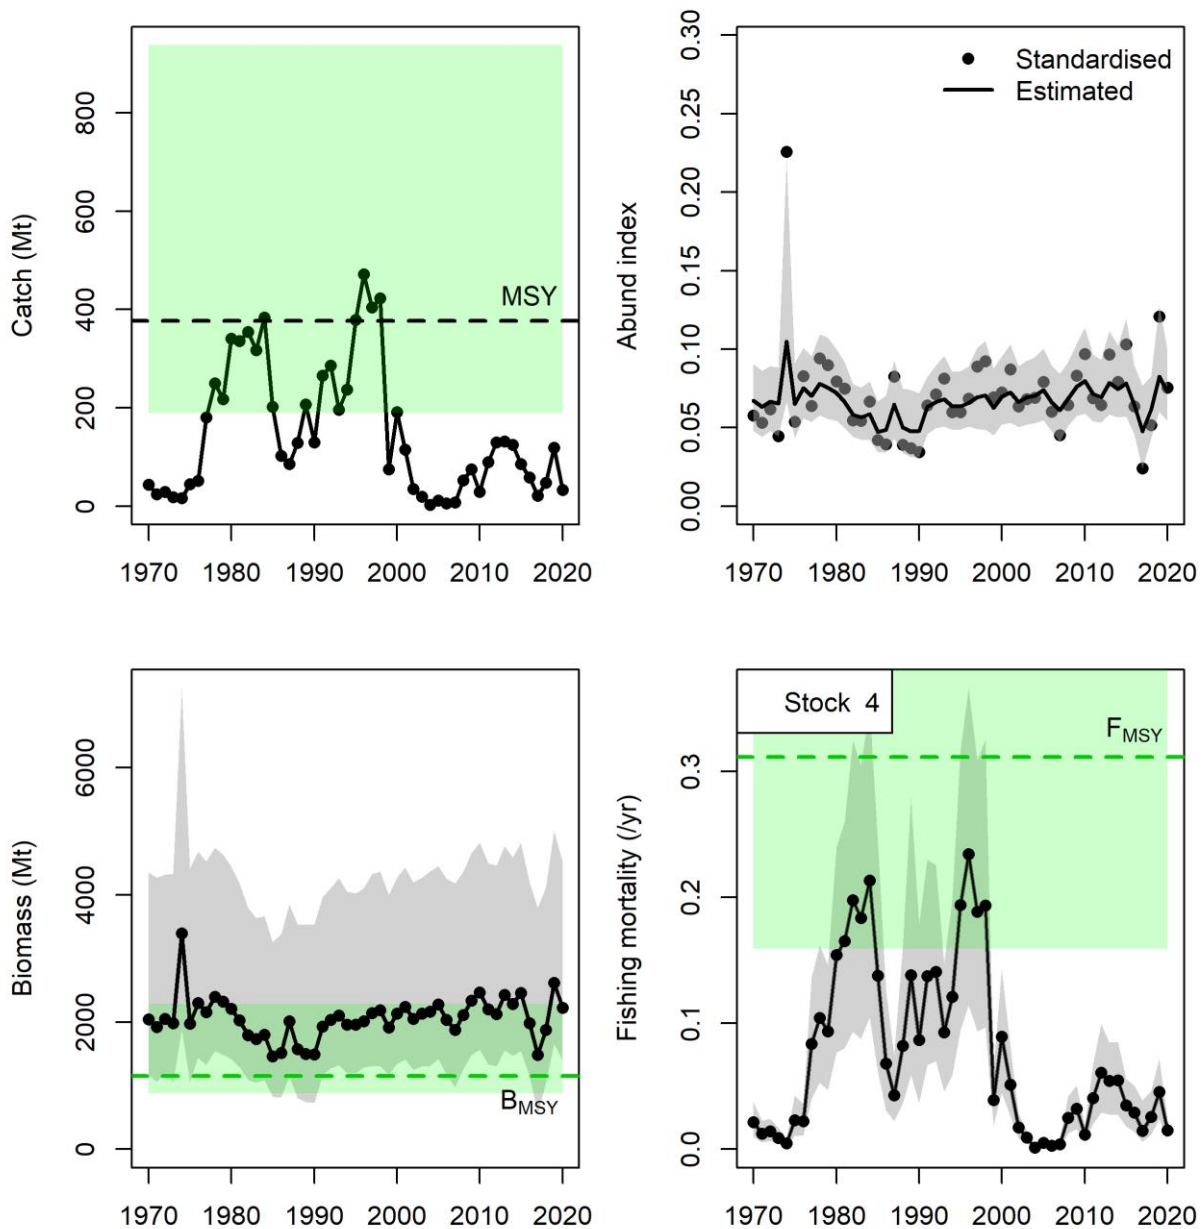 Catch (Mt)
800
600
400
200
0
MSY
1970 1980 1990 2000 2010 2020
Abund index
0.30
0.25
0.20
0.15
0.10
0.05
0.00
Standardised
Estimated
1970 1980 1990 2000 2010 2020
Biomass (Mt)
6000
4000
2000
0
BMSY
1970 1980 1990 2000 2010 2020
Fishing mortality (/yr)
0.3
0.2
0.1
0.0
Stock 4
FMSY
1970 1980 1990 2000 2010 2020